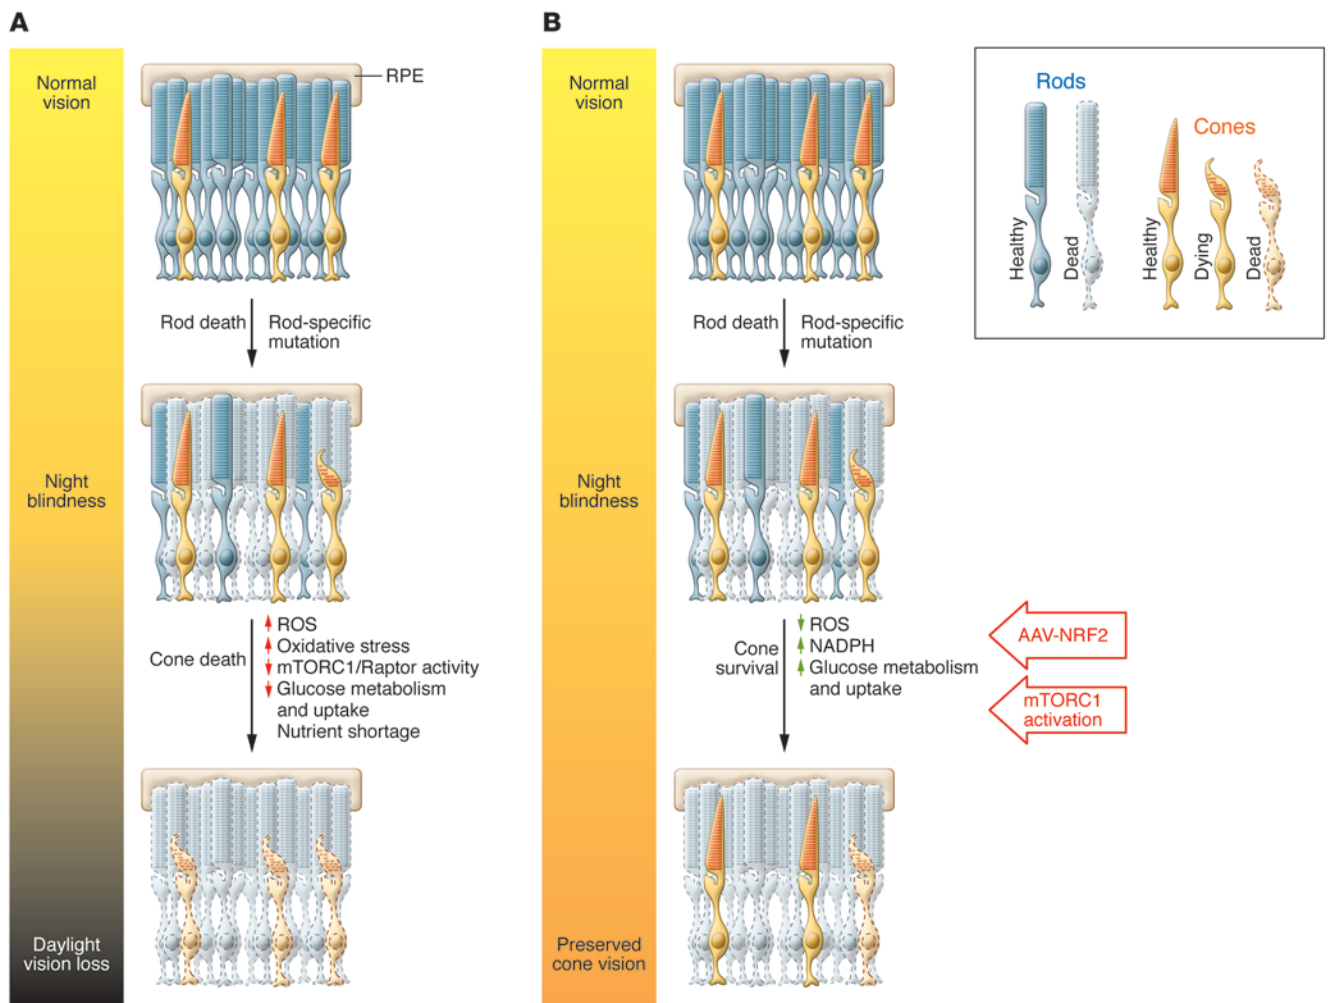 A
Normal
vision
RPE
Rod death
Rod-specific
mutation
Night
blindness
Cone death
ROS
Oxidative stress
mTORC1/Raptor activity
Glucose metabolism
and uptake
Nutrient shortage
Daylight
vision loss
B
Normal
vision
Rod death
Rod-specific
mutation
Night
blindness
Cone
survival
ROS
NADPH
Glucose metabolism
and uptake
AAV-NRF2
mTORC1
activation
Preserved
cone vision
Rods
Healthy
Dead
Cones
Healthy
Dying
Dead